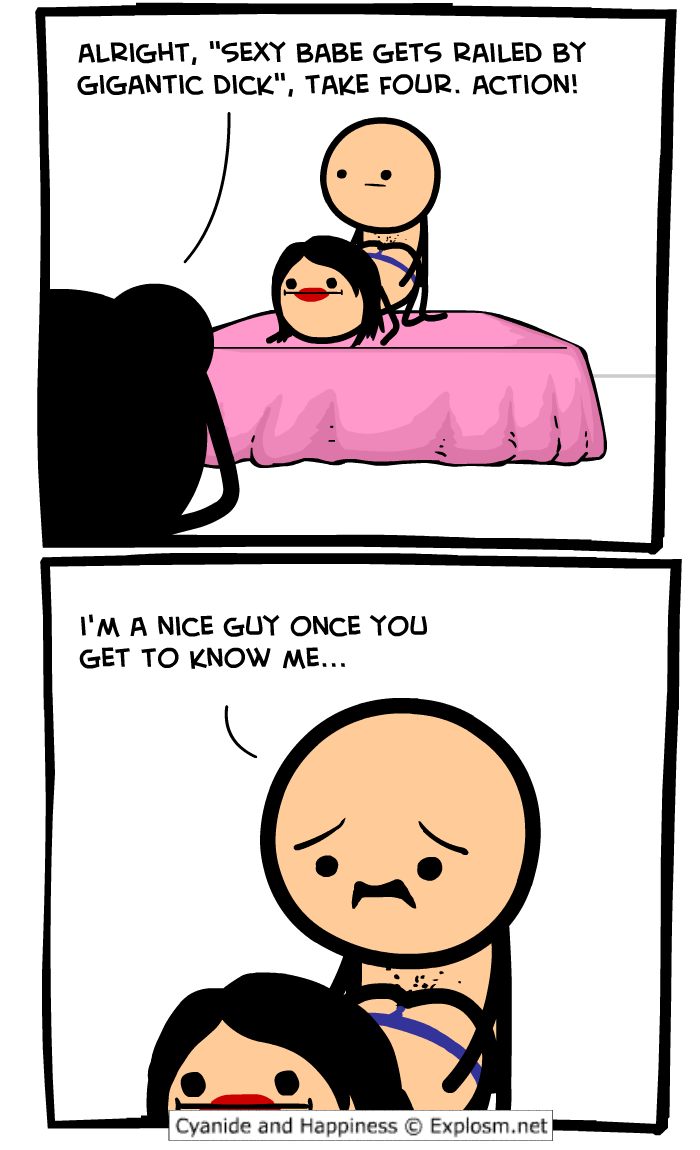 ALRIGHT, "SEXY BABE GETS RAILED BY
GIGANTIC DICK", TAKE FOUR. ACTION!
I'M A NICE GUY ONCE YOU
GET TO KNOW ME...
Cyanide and Happiness © Explosm.net